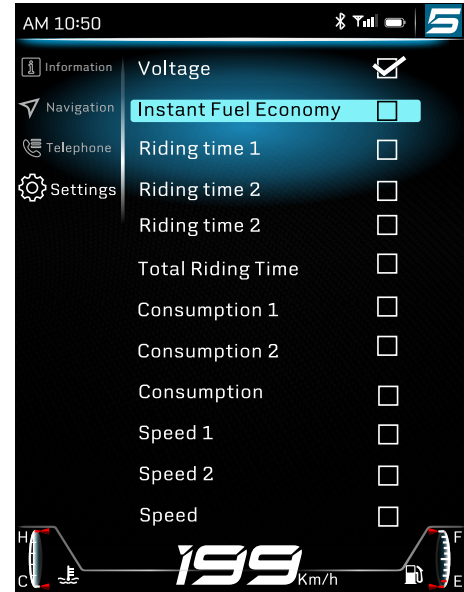 AM 10:50
S
Information
Navigation
Telephone
Settings
Voltage
Instant Fuel Economy
Riding time 1
Riding time 2
Riding time 2
Total Riding Time
Consumption 1
Consumption 2
Consumption
Speed 1
Speed 2
Speed
H
C
199 Km/h
F
E